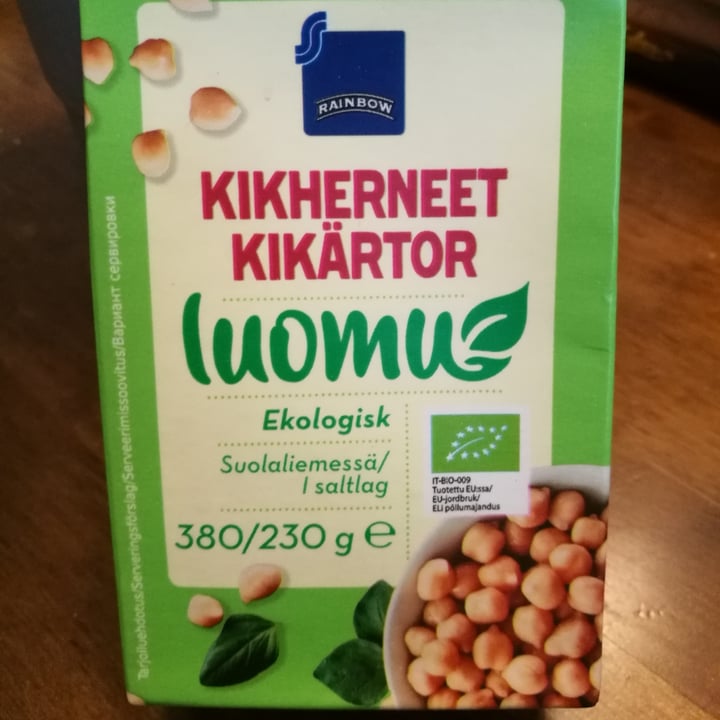 RAINBOW
KIKHERNEET
KIKÄRTOR
luomu
Ekologisk
Suolaliemessä/
I saltlag
380/230 g e
IT-BIO-009
Tuotettu EU:ssa/
EU-jordbruk/
ELi põllumajandus
Tarjoiluehdotus/Serveringsförslag/Serveerimissoovitus/Вариант сервировки